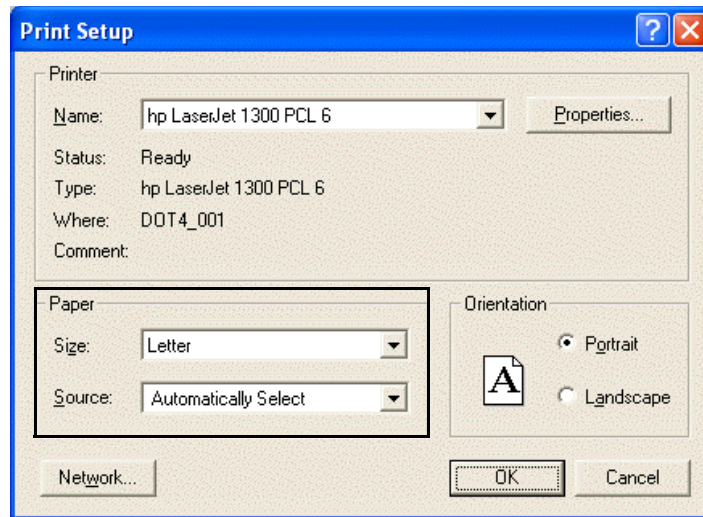 Print Setup
Printer
Name: hp LaserJet 1300 PCL 6 Properties...
Status: Ready
Type: hp LaserJet 1300 PCL 6
Where: DOT4_001
Comment:
Paper
Size: Letter
Source: Automatically Select
Orientation
A
Portrait
Landscape
Network... OK Cancel